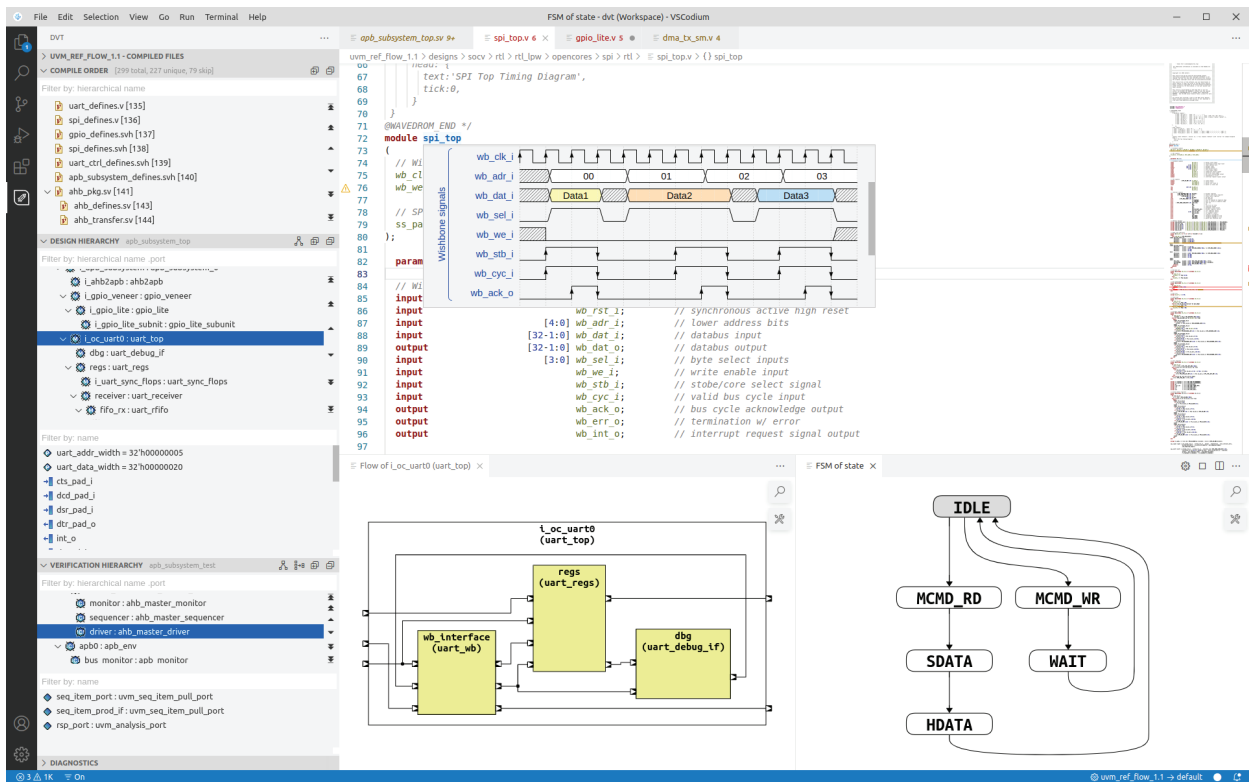 File Edit Selection View Go Run Terminal Help
FSM of state - dvt (Workspace) - VSCodium
DVT
UVM_REF_FLOW_1.1 - COMPILED FILES
COMPILE ORDER [299 total, 227 unique, 79 skip]
Filter by: hierarchical name
uart_defines.v [135]
spi_defines.v [136]
gpio_defines.svh [137]
spi_defines.svh [138]
uart_ctrl_defines.svh [139]
apb_subsystem_defines.svh [140]
ahb_pkg.sv [141]
ahb_defines.sv [143]
ahb_transfer.sv [144]
DESIGN HIERARCHY apb_subsystem_top
Filter by: hierarchical name .port
i_ahb2apb : ahb2apb
i_gpio_veneer : gpio_veneer
i_gpio_lite : gpio_lite
i_gpio_lite_subnit : gpio_lite_subunit
i_oc_uart0 : uart_top
dbg : uart_debug_if
regs : uart_regs
i_uart_sync_flops : uart_sync_flops
receiver : uart_receiver
fifo_rx : uart_rfifo
Filter by: name
uart_addr_width = 32'h00000005
uart_data_width = 32'h00000020
cts_pad_i
dcd_pad_i
dsr_pad_i
dtr_pad_o
int_o
VERIFICATION HIERARCHY apb_subsystem_test
Filter by: hierarchical name .port
monitor : ahb_master_monitor
sequencer : ahb_master_sequencer
driver : ahb_master_driver
apb0 : apb_env
bus_monitor : apb_monitor
Filter by: name
seq_item_port : uvm_seq_item_pull_port
seq_item_prod_if : uvm_seq_item_pull_port
rsp_port : uvm_analysis_port
DIAGNOSTICS
3 1K On
apb_subsystem_top.sv 9+ spi_top.v 6 gpio_lite.v 5 dma_tx_sm.v 4
uvm_ref_flow_1.1 > designs > socv > rtl > rtl_lpw > opencores > spi > rtl > spi_top.v > {} spi_top
66 head: {
67 text:'SPI Top Timing Diagram',
68 tick:0,
69 }
70 }
71 @WAVEDROM_END */
72 module spi_top
73 (
74 // Wi
75 wb_cl
76 wb_we
77
78 // SP
79 ss_pa
80 );
81
82 param
83
84 // Wi
85 input
86 input wb_rst_i; // synchronous active high reset
87 input [4:0] wb_adr_i; // lower address bits
88 input [32-1:0] wb_dat_i; // databus input
89 output [32-1:0] wb_dat_o; // databus output
90 input [3:0] wb_sel_i; // byte select inputs
91 input wb_we_i; // write enable input
92 input wb_stb_i; // stobe/core select signal
93 input wb_cyc_i; // valid bus cycle input
94 output wb_ack_o; // bus cycle acknowledge output
95 output wb_err_o; // termination w/ error
96 output wb_int_o; // interrupt request signal output
97
Wishbone signals
wb_clk_i
wb_adr_i 00 01 02 03
wb_dat_i Data1 Data2 Data3
wb_sel_i
wb_we_i
wb_stb_i
wb_cyc_i
wb_ack_o
Flow of i_oc_uart0 (uart_top)
i_oc_uart0
(uart_top)
regs
(uart_regs)
wb_interface
(uart_wb)
dbg
(uart_debug_if)
FSM of state
IDLE
MCMD_RD MCMD_WR
SDATA WAIT
HDATA
uvm_ref_flow_1.1 → default